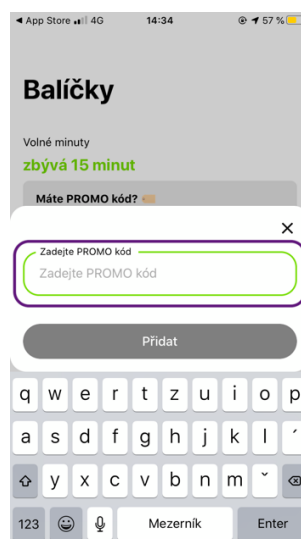 App Store 4G 14:34 57 %
Balíčky
Volné minuty
zbývá 15 minut
Máte PROMO kód?
Zadejte PROMO kód
Zadejte PROMO kód
Přidat
q w e r t z u i o p
a s d f g h j k l ´
y x c v b n m ˇ
123 Mezerník Enter